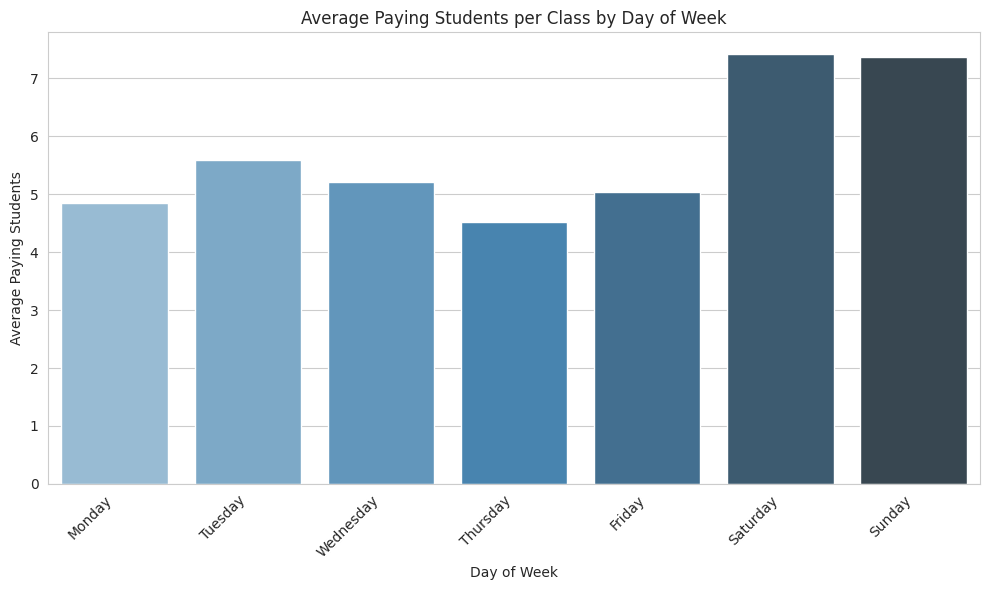 Average Paying Students per Class by Day of Week
Average Paying Students
7
6
5
4
3
2
1
0
Monday
Tuesday
Wednesday
Thursday
Friday
Saturday
Sunday
Day of Week